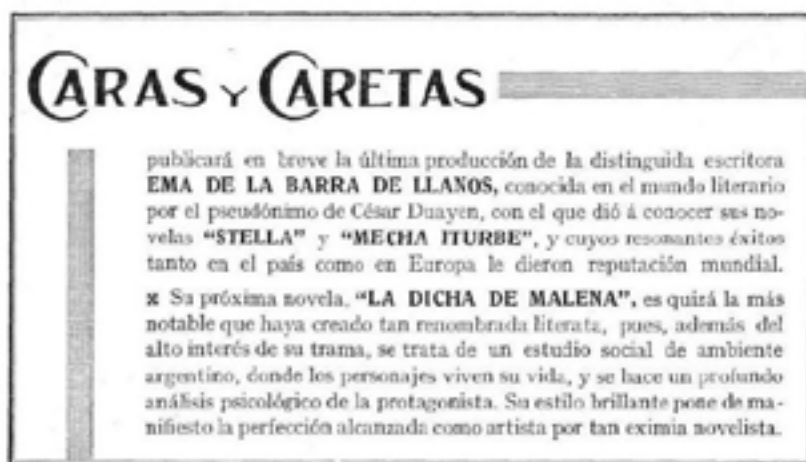 CARAS Y CARETAS
publicará en breve la última producción de la distinguida escritora
EMA DE LA BARRA DE LLANOS, conocida en el mundo literario
por el pseudónimo de César Duayen, con el que dió á conocer sus no-
velas "STELLA" y "MECHA ITURBE", y cuyos resonantes éxitos
tanto en el país como en Europa le dieron reputación mundial.
x Su próxima novela, "LA DICHA DE MALENA", es quizá la más
notable que haya creado tan renombrada literata, pues, además del
alto interés de su trama, se trata de un estudio social de ambiente
argentino, donde los personajes viven su vida, y se hace un profundo
análisis psicológico de la protagonista. Su estilo brillante pone de ma-
nifiesto la perfección alcanzada como artista por tan eximia novelista.